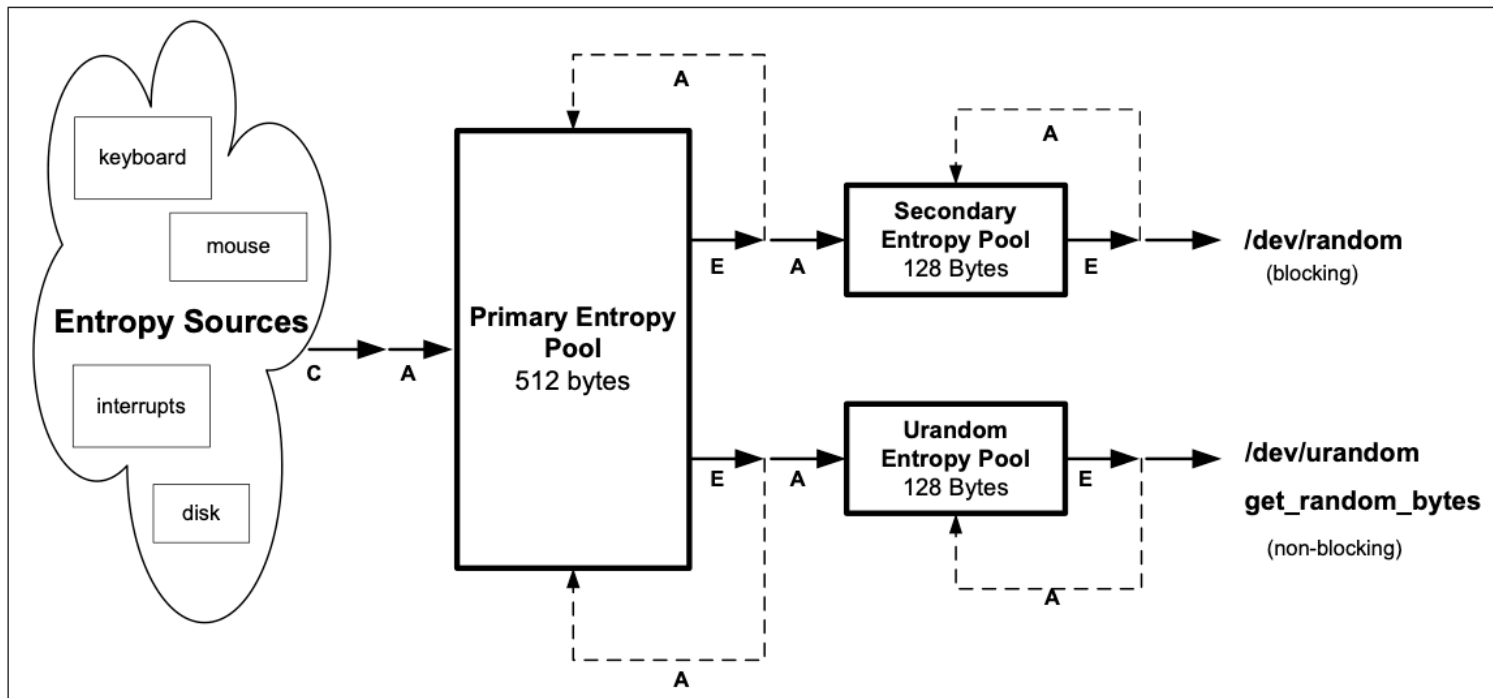 keyboard
mouse
Entropy Sources
interrupts
disk
C
A
A
Primary Entropy
Pool
512 bytes
E
A
E
A
A
A
Secondary
Entropy Pool
128 Bytes
E
/dev/random
(blocking)
Urandom
Entropy Pool
128 Bytes
E
A
/dev/urandom
get_random_bytes
(non-blocking)